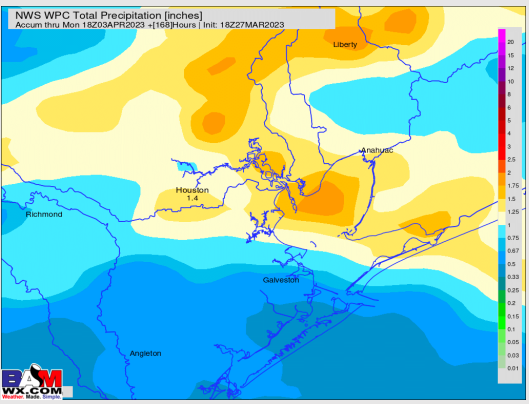 NWS WPC Total Precipitation [inches]
Accum thru Mon 18Z03APR2023 +[168]Hours | Init: 18Z27MAR2023
Liberty
Anahuac
Houston
1.4
Richmond
Galveston
Angleton
20
15
12
10
8
6
5
4
3
2.5
2
1.75
1.5
1.25
1
0.75
0.67
0.5
0.38
0.25
0.2
0.15
0.1
0.05
0.03
0.01
BAM
WX.COM
Weather. Made. Simple.